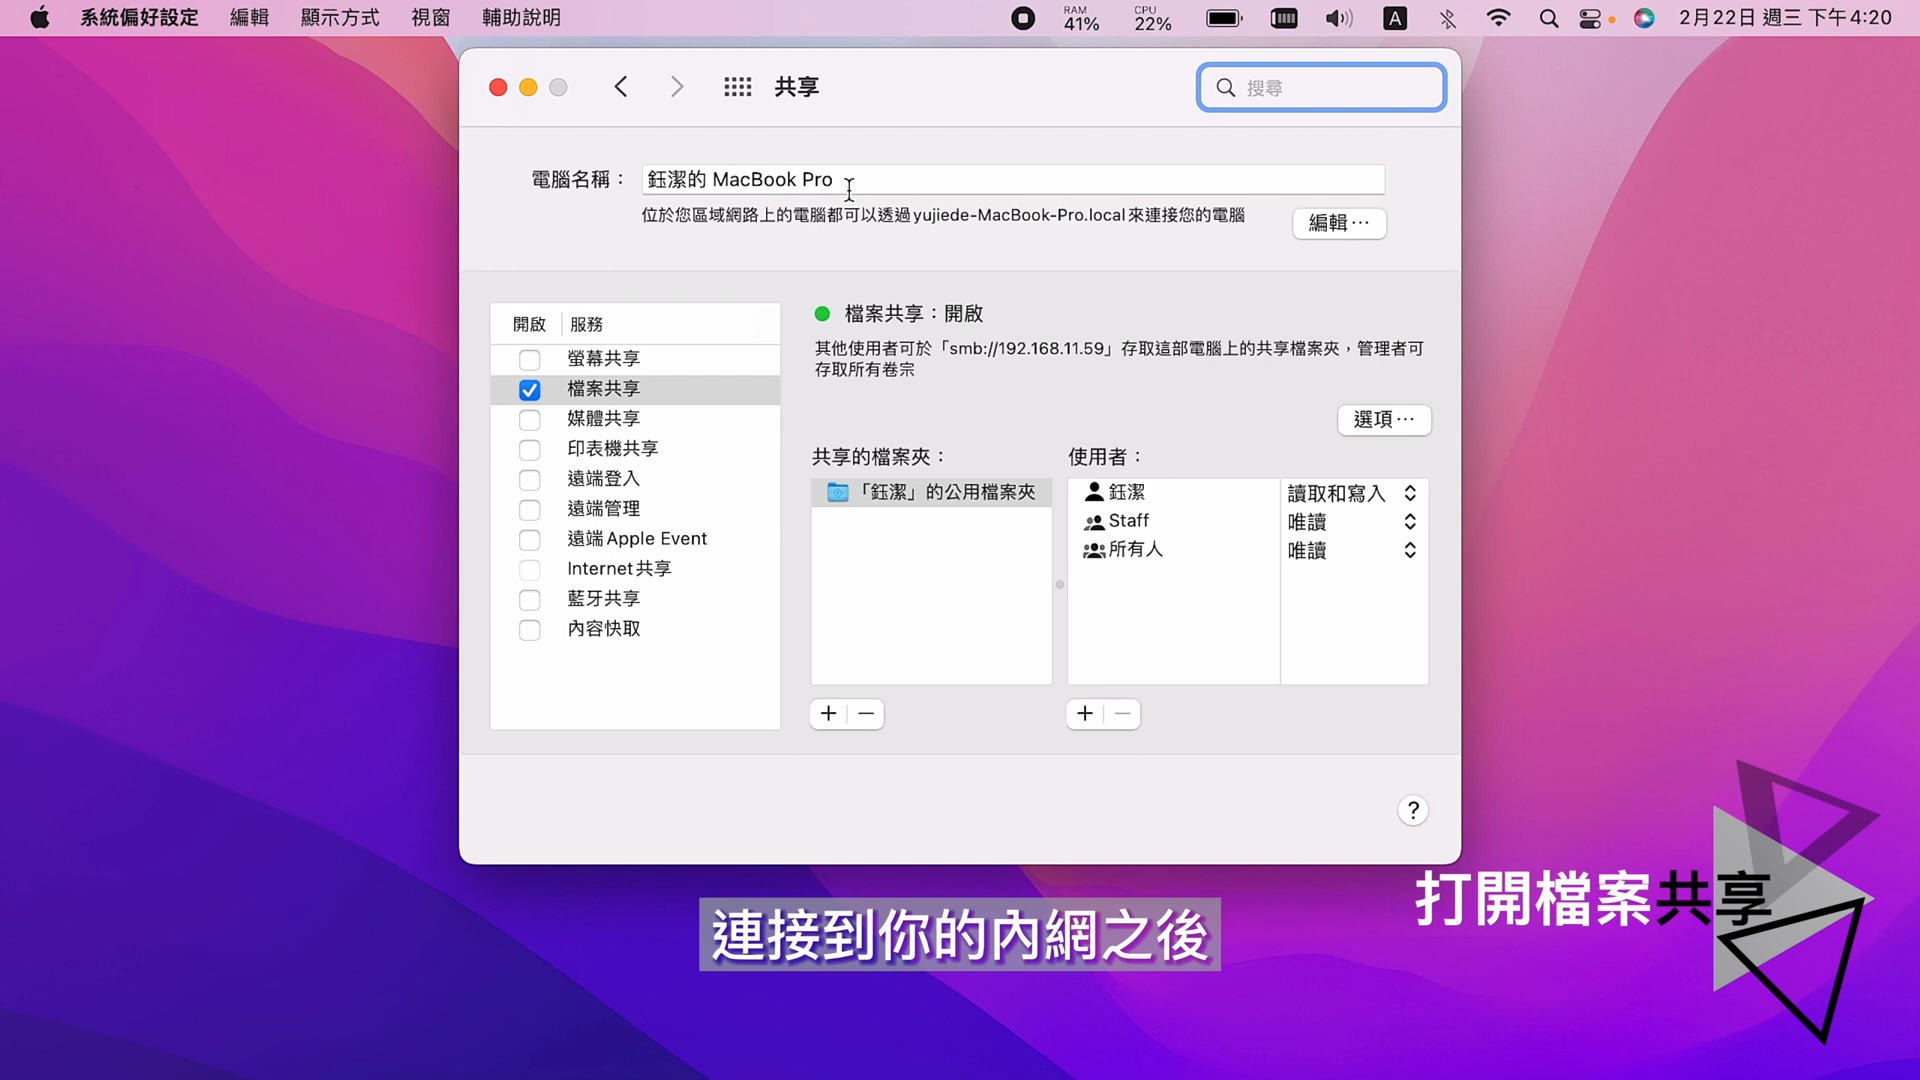 系統偏好設定 編輯 顯示方式 視窗 輔助說明 RAM 41% CPU 22% A 2月22日 週三 下午4:20
共享
搜尋
電腦名稱： 鈺潔的 MacBook Pro
位於您區域網路上的電腦都可以透過yujiede-MacBook-Pro.local來連接您的電腦
編輯⋯
開啟 服務
螢幕共享
檔案共享
媒體共享
印表機共享
遠端登入
遠端管理
遠端Apple Event
Internet共享
藍牙共享
內容快取
檔案共享：開啟
其他使用者可於「smb://192.168.11.59」存取這部電腦上的共享檔案夾，管理者可
存取所有卷宗
選項⋯
共享的檔案夾： 使用者：
「鈺潔」的公用檔案夾
鈺潔 讀取和寫入
Staff 唯讀
所有人 唯讀
?
打開檔案共享
連接到你的內網之後